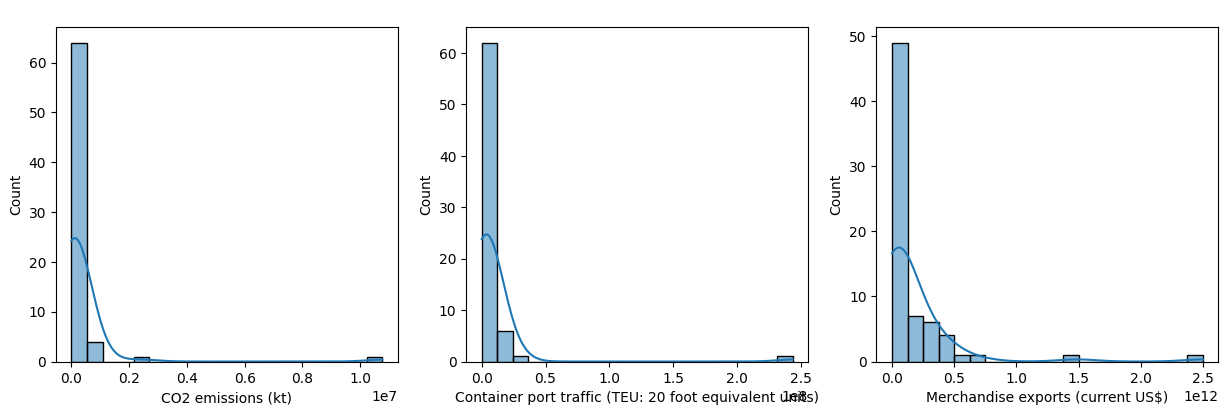 Count
60
50
40
30
20
10
0
0.0 0.2 0.4 0.6 0.8 1.0
1e7
CO2 emissions (kt)
Count
60
50
40
30
20
10
0
0.0 0.5 1.0 1.5 2.0 2.5
1e8
Container port traffic (TEU: 20 foot equivalent units)
Count
50
40
30
20
10
0
0.0 0.5 1.0 1.5 2.0 2.5
1e12
Merchandise exports (current US$)